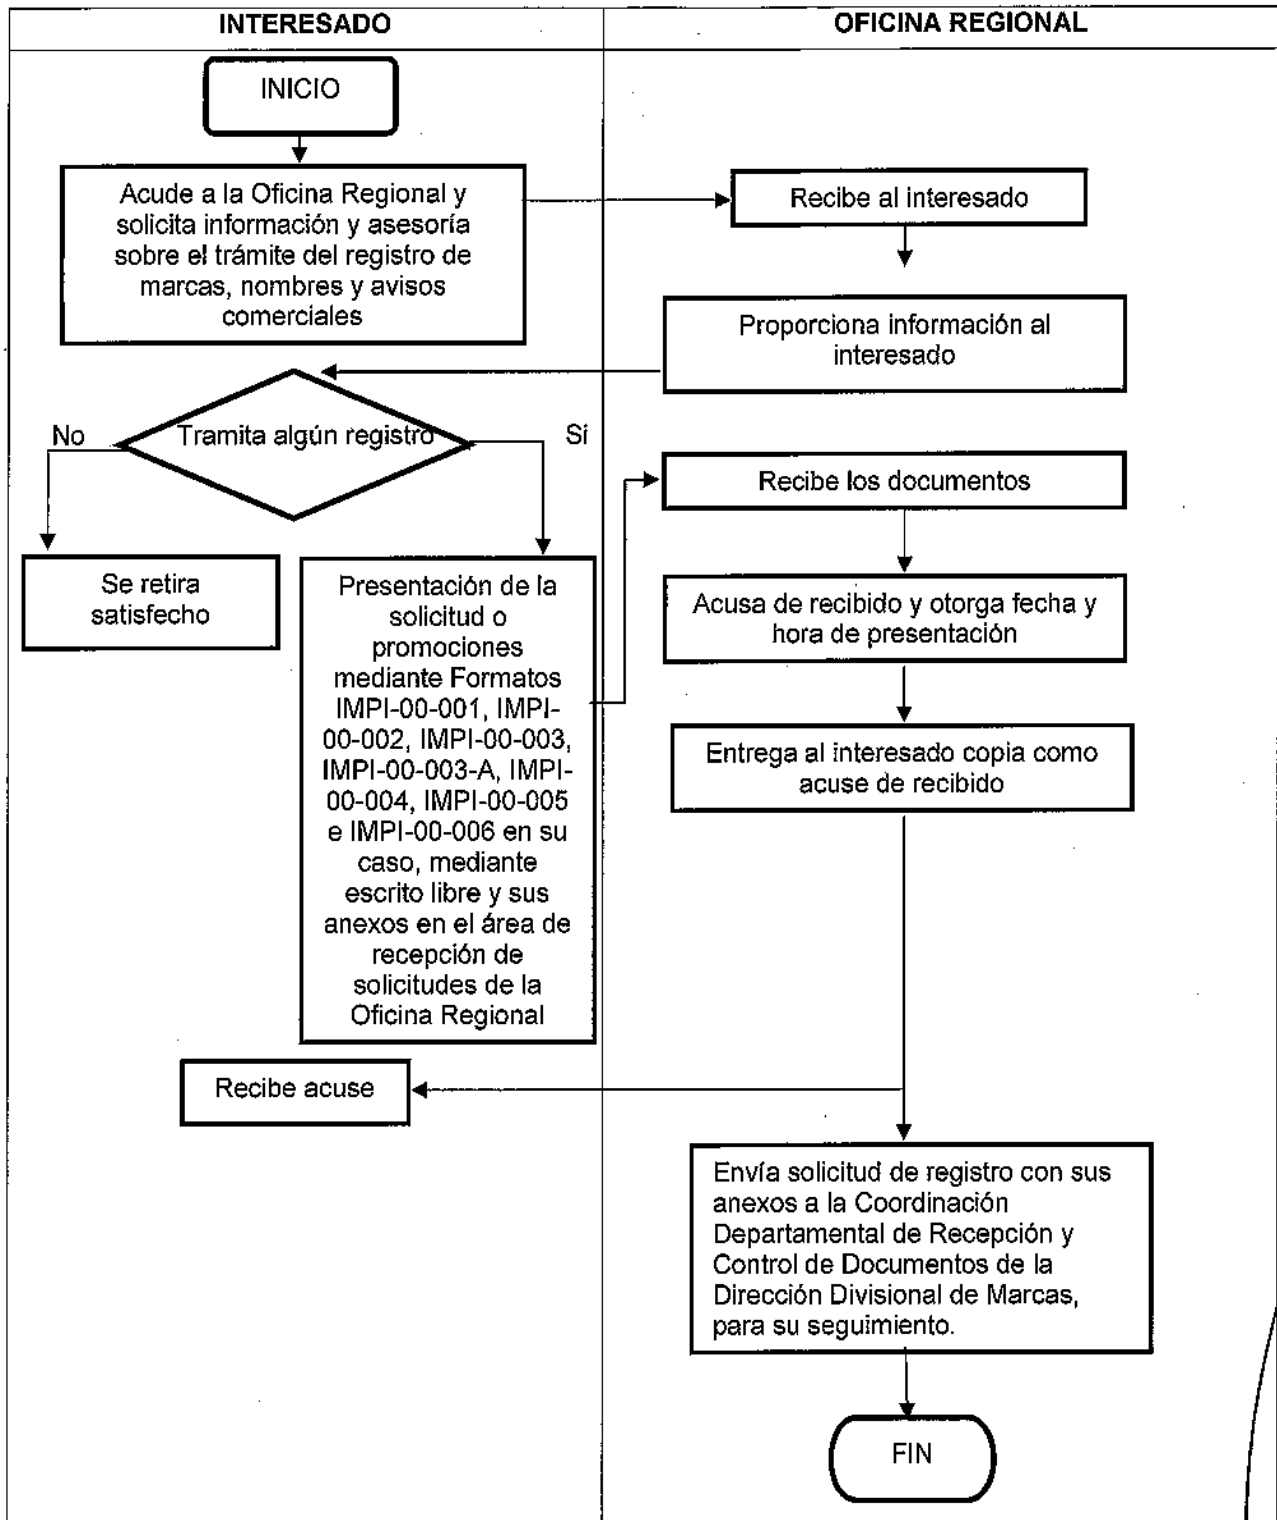 INTERESADO
OFICINA REGIONAL
INICIO
Acude a la Oficina Regional y
solicita información y asesoría
sobre el trámite del registro de
marcas, nombres y avisos
comerciales
Recibe al interesado
Proporciona información al
interesado
Tramita algún registro
No
Sí
Se retira
satisfecho
Presentación de la
solicitud o
promociones
mediante Formatos
IMPI-00-001, IMPI-
00-002, IMPI-00-003,
IMPI-00-003-A, IMPI-
00-004, IMPI-00-005
e IMPI-00-006 en su
caso, mediante
escrito libre y sus
anexos en el área de
recepción de
solicitudes de la
Oficina Regional
Recibe los documentos
Acusa de recibido y otorga fecha y
hora de presentación
Entrega al interesado copia como
acuse de recibido
Recibe acuse
Envía solicitud de registro con sus
anexos a la Coordinación
Departamental de Recepción y
Control de Documentos de la
Dirección Divisional de Marcas,
para su seguimiento.
FIN